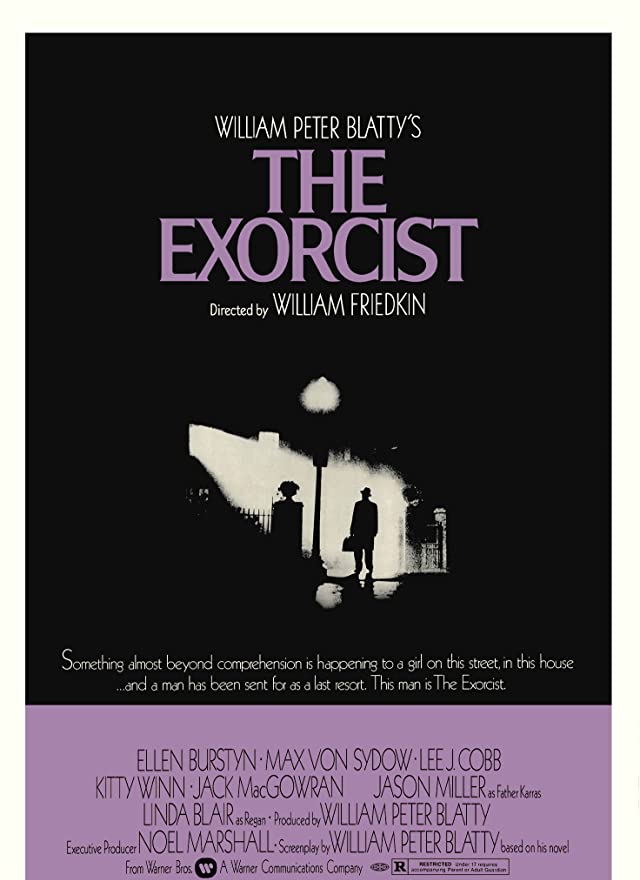 WILLIAM PETER BLATTY'S
THE
EXORCIST
Directed by WILLIAM FRIEDKIN
Something almost beyond comprehension is happening to a girl on this street, in this house
...and a man has been sent for as a last resort. This man is The Exorcist.
ELLEN BURSTYN · MAX VON SYDOW · LEE J. COBB
KITTY WINN · JACK MacGOWRAN JASON MILLER as Father Karras
LINDA BLAIR as Regan · Produced by WILLIAM PETER BLATTY
Executive Producer NOEL MARSHALL · Screenplay by WILLIAM PETER BLATTY based on his novel
From Warner Bros. A Warner Communications Company R RESTRICTED Under 17 requires
accompanying Parent or Adult Guardian